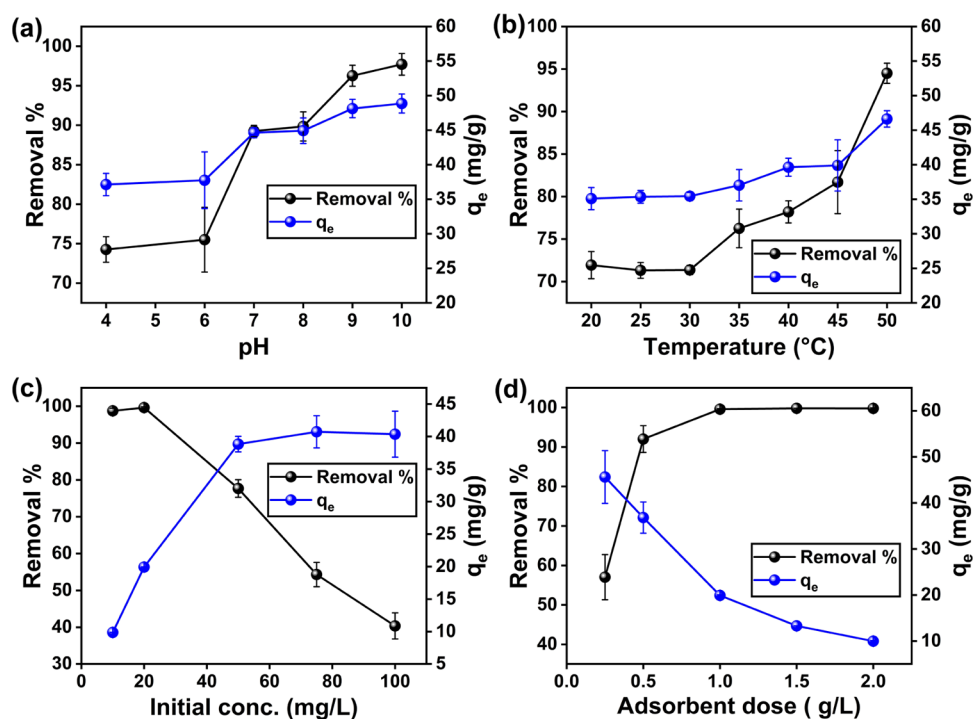 (a)
Removal %
100
95
90
85
80
75
70
60
55
50
45
40
35
30
25
20
qₑ (mg/g)
Removal %
qₑ
4 5 6 7 8 9 10
pH
(b)
Removal %
100
95
90
85
80
75
70
60
55
50
45
40
35
30
25
20
qₑ (mg/g)
Removal %
qₑ
20 25 30 35 40 45 50
Temperature (°C)
(c)
Removal %
100
90
80
70
60
50
40
30
45
40
35
30
25
20
15
10
5
qₑ (mg/g)
Removal %
qₑ
0 20 40 60 80 100
Initial conc. (mg/L)
(d)
Removal %
100
90
80
70
60
50
40
60
50
40
30
20
10
qₑ (mg/g)
Removal %
qₑ
0.0 0.5 1.0 1.5 2.0
Adsorbent dose ( g/L)